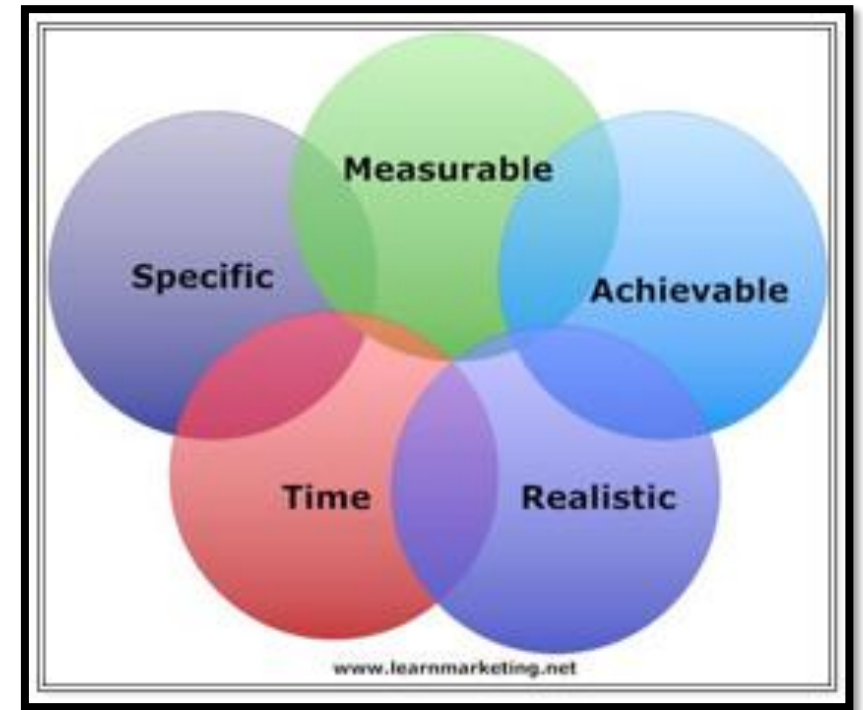 Measurable
Specific
Achievable
Time
Realistic
www.learnmarketing.net